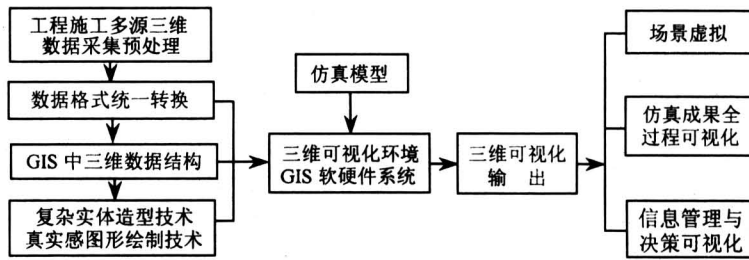 工程施工多源三维
数据采集预处理
数据格式统一转换
GIS 中三维数据结构
复杂实体造型技术
真实感图形绘制技术
仿真模型
三维可视化环境
GIS 软硬件系统
三维可视化
输 出
场景虚拟
仿真成果全
过程可视化
信息管理与
决策可视化